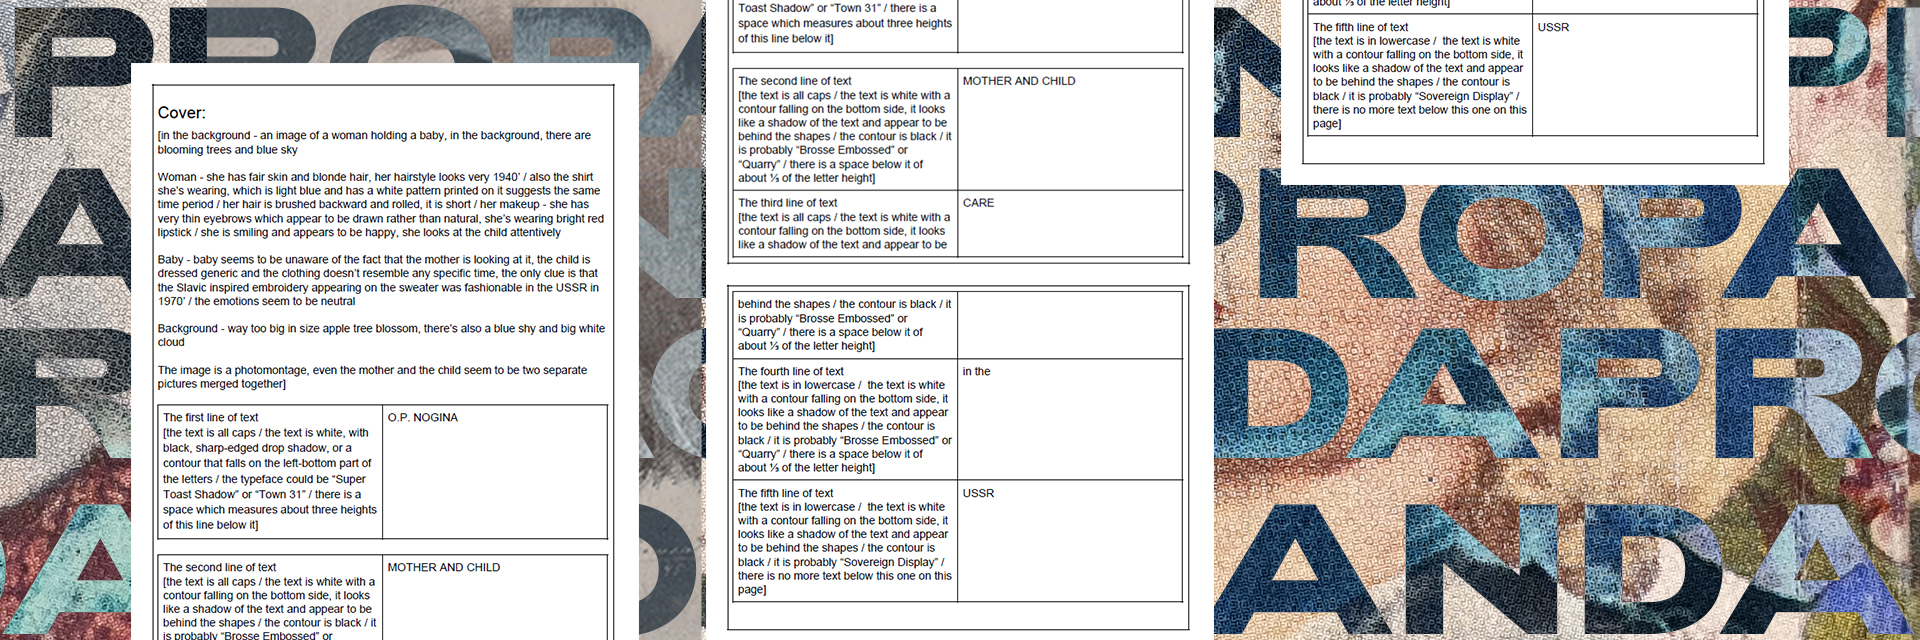 PROPA
Cover:
[in the background - an image of a woman holding a baby, in the background, there are
blooming trees and blue sky
Woman - she has fair skin and blonde hair, her hairstyle looks very 1940' / also the shirt
she's wearing, which is light blue and has a white pattern printed on it suggests the same
time period / her hair is brushed backward and rolled, it is short / her makeup - she has
very thin eyebrows which appear to be drawn rather than natural, she's wearing bright red
lipstick / she is smiling and appears to be happy, she looks at the child attentively
Baby - baby seems to be unaware of the fact that the mother is looking at it, the child is
dressed generic and the clothing doesn't resemble any specific time, the only clue is that
the Slavic inspired embroidery appearing on the sweater was fashionable in the USSR in
1970' / the emotions seem to be neutral
Background - way too big in size apple tree blossom, there's also a blue shy and big white
cloud
The image is a photomontage, even the mother and the child seem to be two separate
pictures merged together]
The first line of text
[the text is all caps / the text is white, with
black, sharp-edged drop shadow, or a
contour that falls on the left-bottom part of
the letters / the typeface could be "Super
Toast Shadow" or "Town 31" / there is a
space which measures about three heights
of this line below it]
O.P. NOGINA
The second line of text
[the text is all caps / the text is white with a
contour falling on the bottom side, it looks
like a shadow of the text and appear to be
behind the shapes / the contour is black / it
is probably "Brosse Embossed" or
MOTHER AND CHILD
Toast Shadow" or "Town 31" / there is a
space which measures about three heights
of this line below it]
The second line of text
[the text is all caps / the text is white with a
contour falling on the bottom side, it looks
like a shadow of the text and appear to be
behind the shapes / the contour is black / it
is probably "Brosse Embossed" or
"Quarry" / there is a space below it of
about ⅓ of the letter height]
MOTHER AND CHILD
The third line of text
[the text is all caps / the text is white with a
contour falling on the bottom side, it looks
like a shadow of the text and appear to be
CARE
behind the shapes / the contour is black / it
is probably "Brosse Embossed" or
"Quarry" / there is a space below it of
about ⅓ of the letter height]
The fourth line of text
[the text is in lowercase / the text is white
with a contour falling on the bottom side, it
looks like a shadow of the text and appear
to be behind the shapes / the contour is
black / it is probably "Brosse Embossed" or
"Quarry" / there is a space below it of
about ⅓ of the letter height]
in the
The fifth line of text
[the text is in lowercase / the text is white
with a contour falling on the bottom side, it
looks like a shadow of the text and appear
to be behind the shapes / the contour is
black / it is probably "Sovereign Display" /
there is no more text below this one on this
page]
USSR
about ⅓ of the letter height]
The fifth line of text
[the text is in lowercase / the text is white
with a contour falling on the bottom side, it
looks like a shadow of the text and appear
to be behind the shapes / the contour is
black / it is probably "Sovereign Display" /
there is no more text below this one on this
page]
USSR
PROPA
DAPRO
ANDA